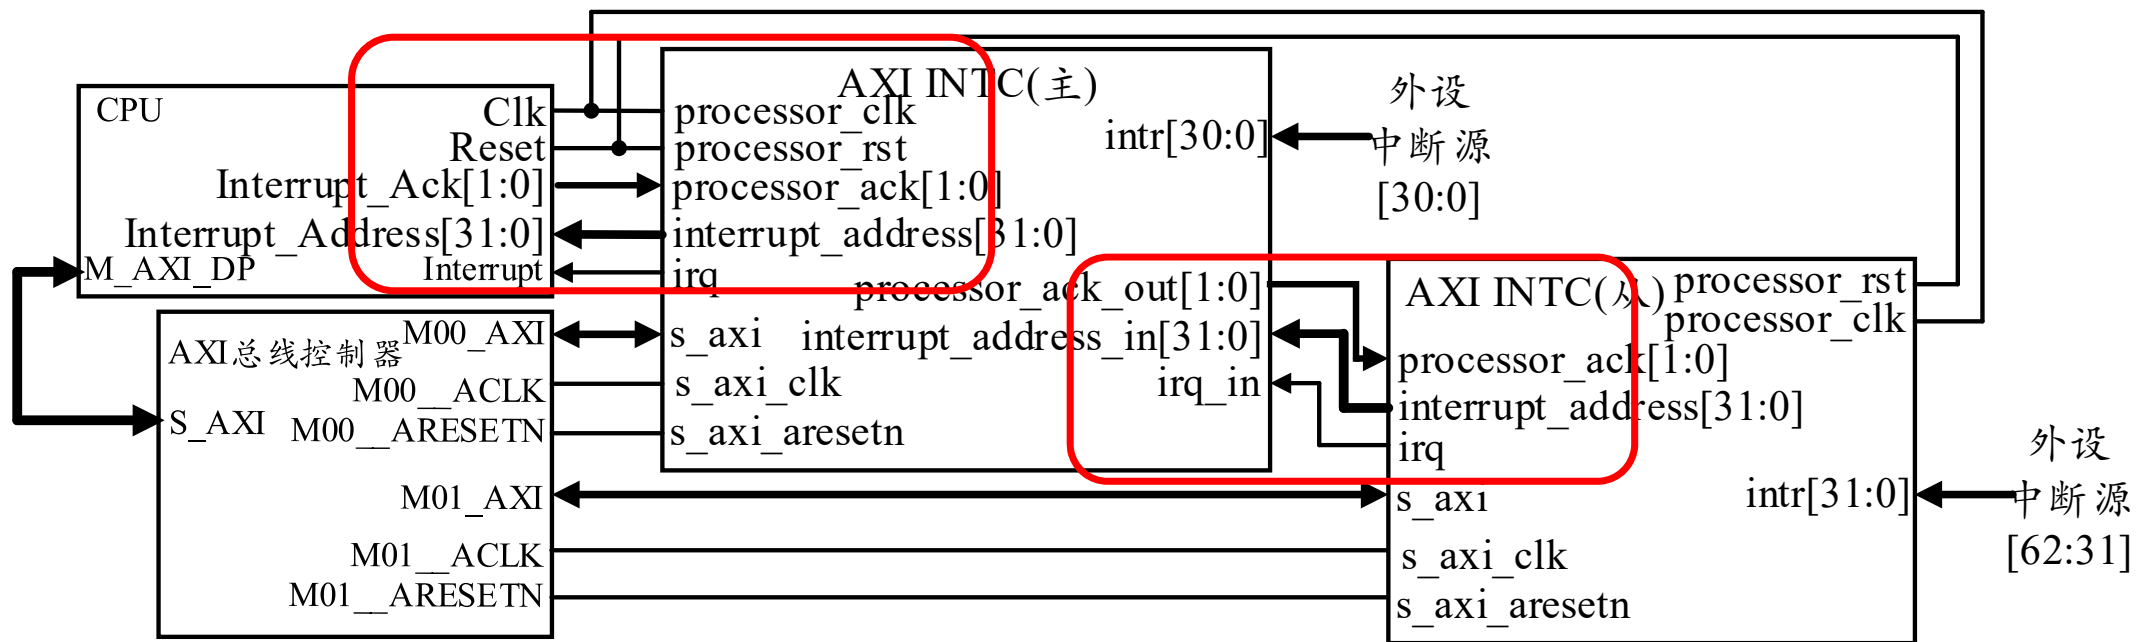 CPU
Clk
Reset
Interrupt_Ack[1:0]
Interrupt_Address[31:0]
M_AXI_DP
Interrupt
AXI INTC(主)
processor_clk
processor_rst
processor_ack[1:0]
interrupt_address[31:0]
irq
intr[30:0]
processor_ack_out[1:0]
interrupt_address_in[31:0]
irq_in
s_axi
s_axi_clk
s_axi_aresetn
外设
中断源
[30:0]
AXI总线控制器
M00_AXI
M00__ACLK
S_AXI
M00__ARESETN
M01_AXI
M01__ACLK
M01__ARESETN
AXI INTC(从)
processor_rst
processor_clk
processor_ack[1:0]
interrupt_address[31:0]
irq
s_axi
intr[31:0]
s_axi_clk
s_axi_aresetn
外设
中断源
[62:31]